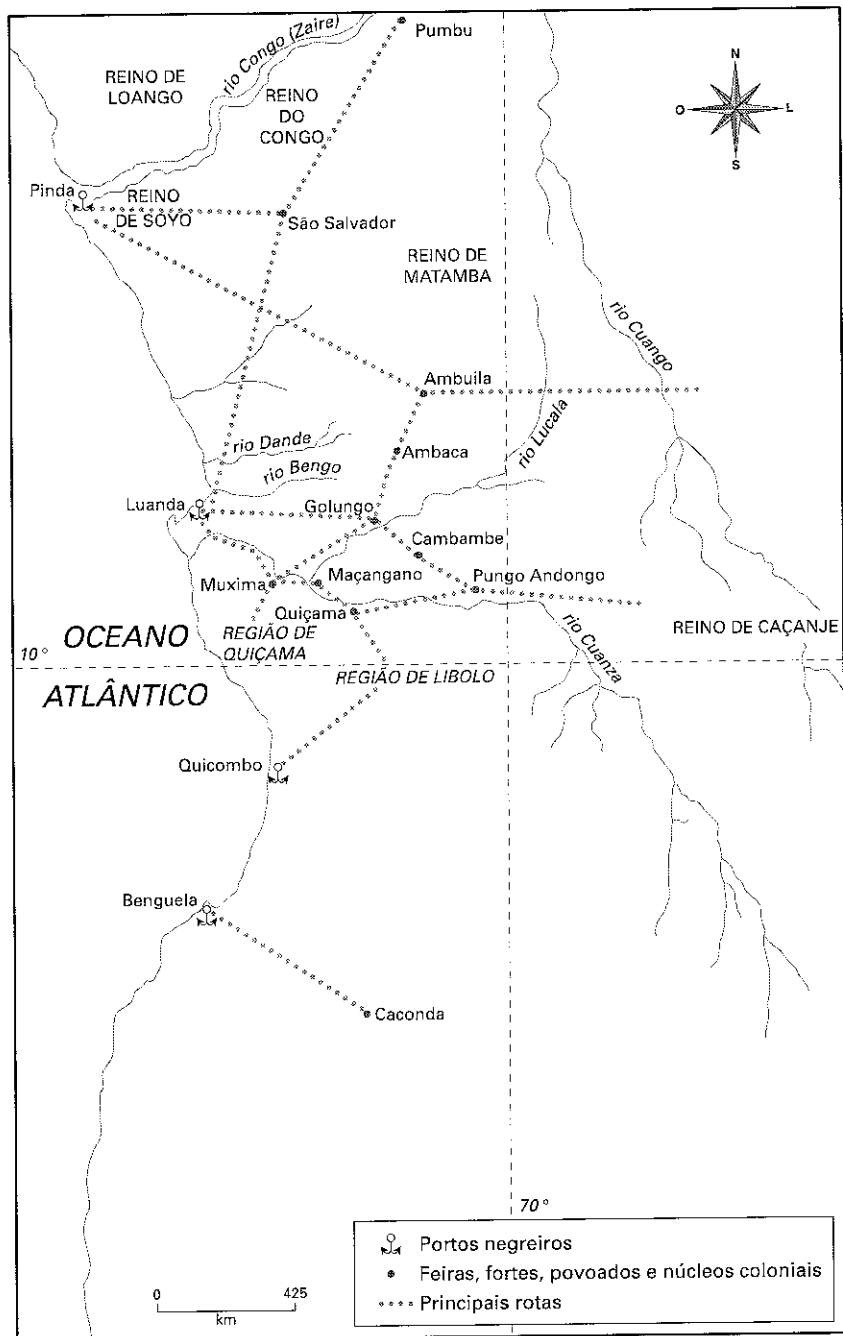 Pumbu
rio Congo (Zaire)
REINO DE
LOANGO
REINO
DO
CONGO
N
O
L
S
Pinda
REINO
DE SOYO
São Salvador
REINO DE
MATAMBA
rio Cuango
Ambuila
rio Lucala
rio Dande
Ambaca
rio Bengo
Luanda
Golungo
Cambambe
Muxima
Maçangano
Pungo Andongo
Quiçama
OCEANO
REGIÃO DE
QUIÇAMA
rio Cuanza
REINO DE CAÇANJE
10°
REGIÃO DE LIBOLO
ATLÂNTICO
Quicombo
Benguela
Caconda
70°
Portos negreiros
Feiras, fortes, povoados e núcleos coloniais
Principais rotas
0 425
km